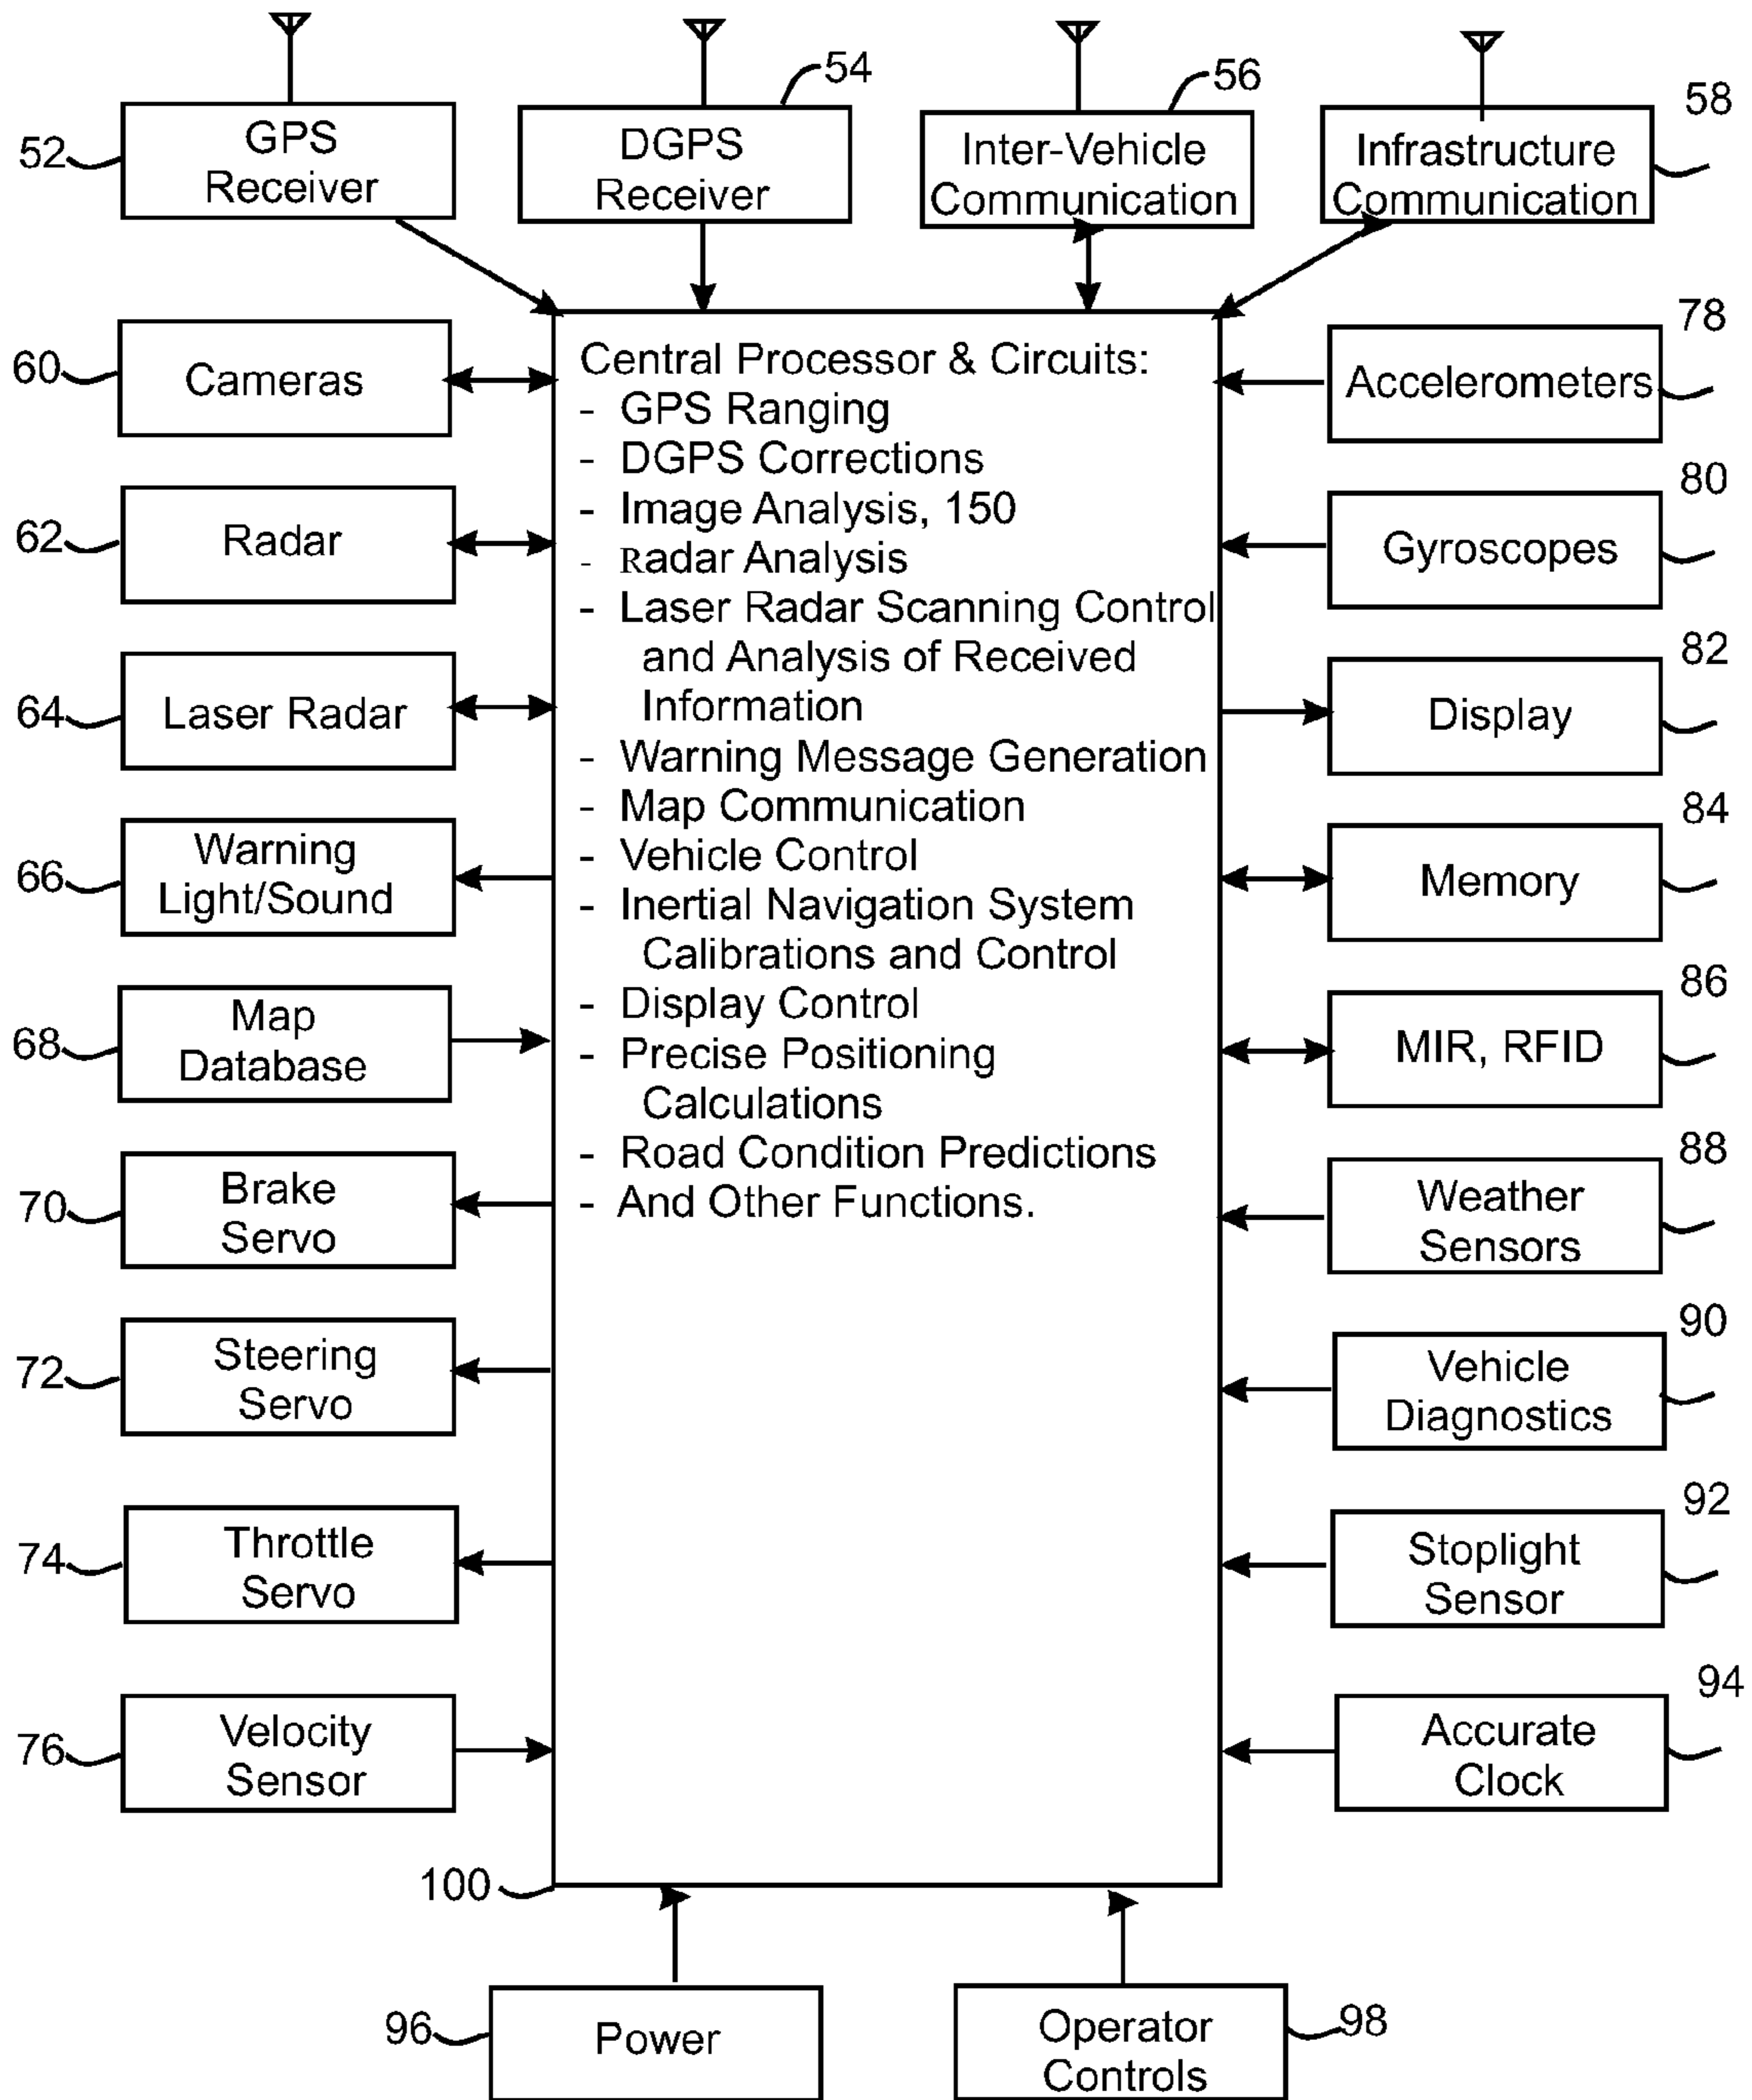 54
56
58
52
GPS
Receiver
DGPS
Receiver
Inter-Vehicle
Communication
Infrastructure
Communication
60
Cameras
62
Radar
64
Laser Radar
66
Warning
Light/Sound
68
Map
Database
70
Brake
Servo
72
Steering
Servo
74
Throttle
Servo
76
Velocity
Sensor
Central Processor & Circuits:
- GPS Ranging
- DGPS Corrections
- Image Analysis, 150
- Radar Analysis
- Laser Radar Scanning Control
and Analysis of Received
Information
- Warning Message Generation
- Map Communication
- Vehicle Control
- Inertial Navigation System
Calibrations and Control
- Display Control
- Precise Positioning
Calculations
- Road Condition Predictions
- And Other Functions.
78
Accelerometers
80
Gyroscopes
82
Display
84
Memory
86
MIR, RFID
88
Weather
Sensors
90
Vehicle
Diagnostics
92
Stoplight
Sensor
94
Accurate
Clock
100
96
Power
Operator
Controls
98